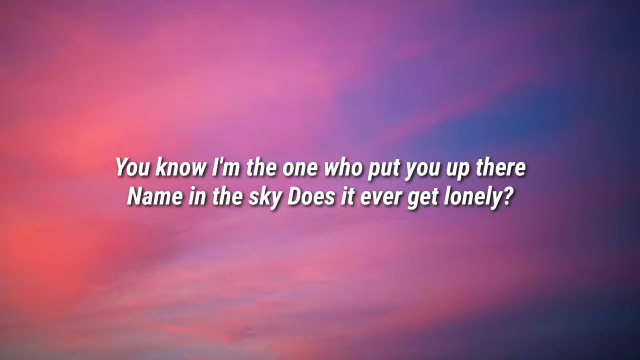 You know I'm the one who put you up there
Name in the sky Does it ever get lonely?